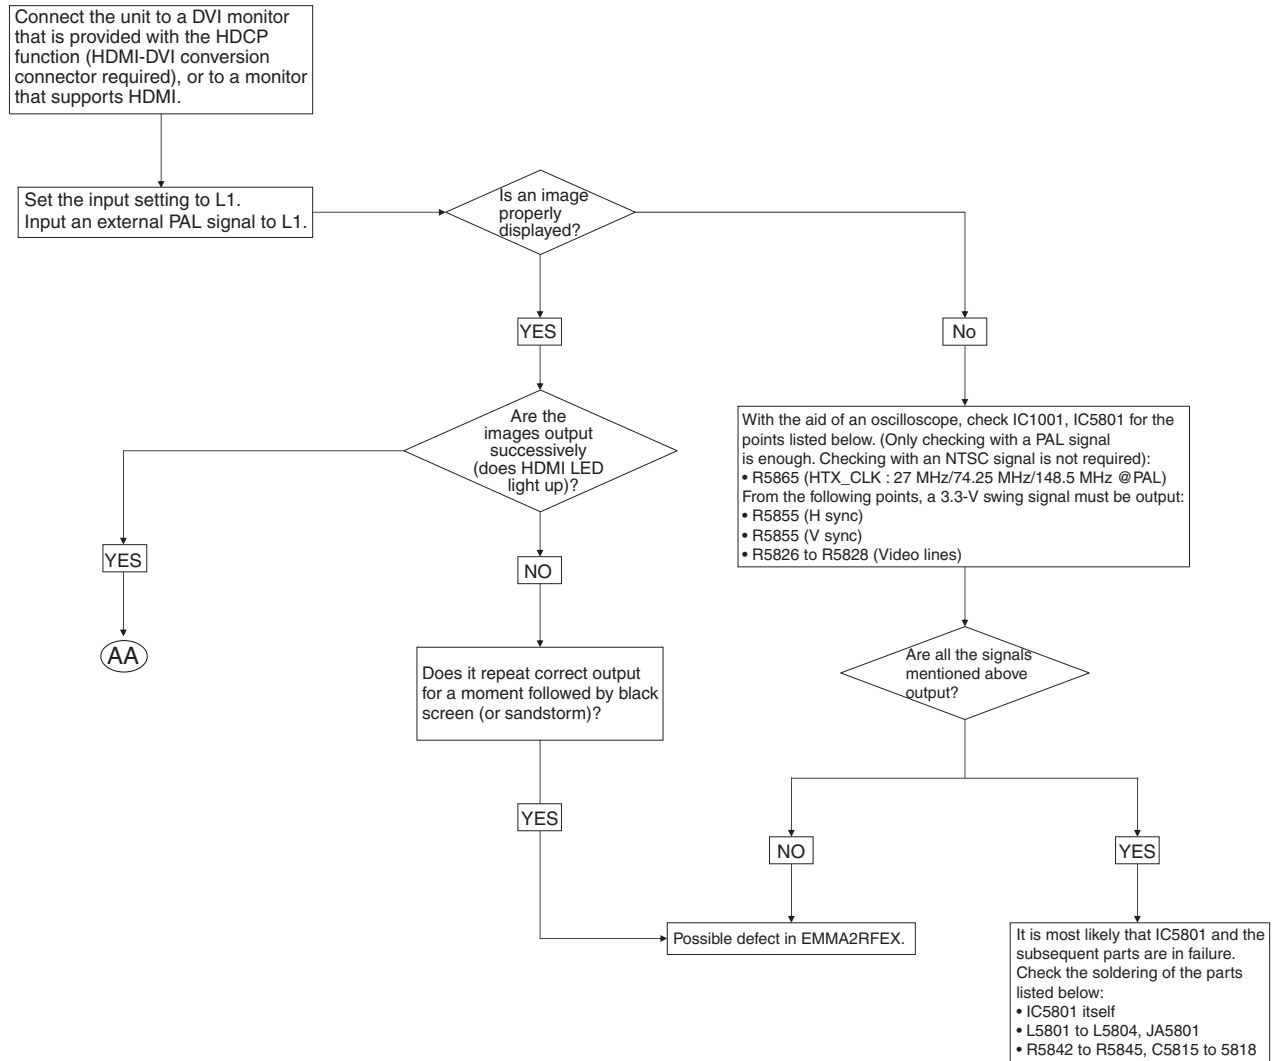 Connect the unit to a DVI monitor
that is provided with the HDCP
function (HDMI-DVI conversion
connector required), or to a monitor
that supports HDMI.
Set the input setting to L1.
Input an external PAL signal to L1.
Is an image
properly
displayed?
YES
No
Are the
images output
successively
(does HDMI LED
light up)?
With the aid of an oscilloscope, check IC1001, IC5801 for the
points listed below. (Only checking with a PAL signal
is enough. Checking with an NTSC signal is not required):
• R5865 (HTX_CLK : 27 MHz/74.25 MHz/148.5 MHz @PAL)
From the following points, a 3.3-V swing signal must be output:
• R5855 (H sync)
• R5855 (V sync)
• R5826 to R5828 (Video lines)
YES
NO
AA
Does it repeat correct output
for a moment followed by black
screen (or sandstorm)?
Are all the signals
mentioned above
output?
YES
NO
YES
Possible defect in EMMA2RFEX.
It is most likely that IC5801 and the
subsequent parts are in failure.
Check the soldering of the parts
listed below:
• IC5801 itself
• L5801 to L5804, JA5801
• R5842 to R5845, C5815 to 5818